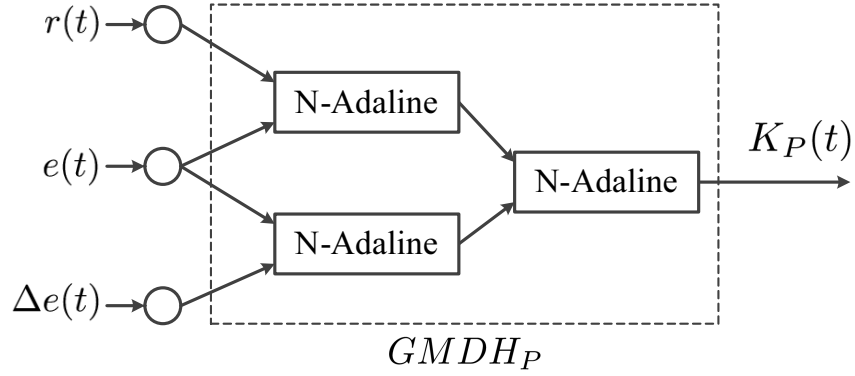 r(t)
N-Adaline
e(t)
N-Adaline
K_P(t)
N-Adaline
Δe(t)
GMDH_P